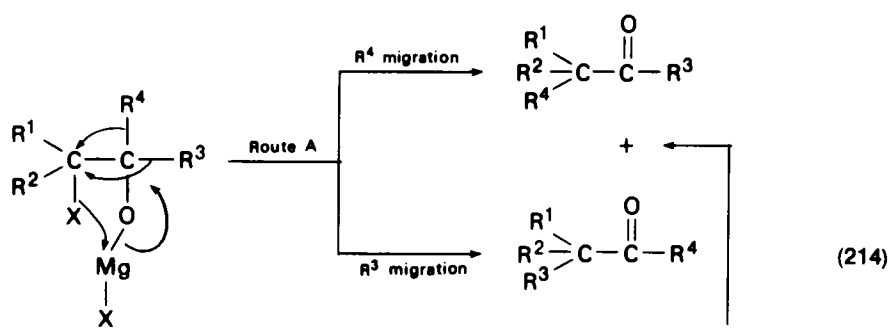 R¹
R²
C
X
Mg
X
R⁴
C
R³
O
Route A
R⁴ migration
R³ migration
R¹
R²
R⁴
C
O
C
R³
+
R¹
R²
R³
C
O
C
R⁴
(214)